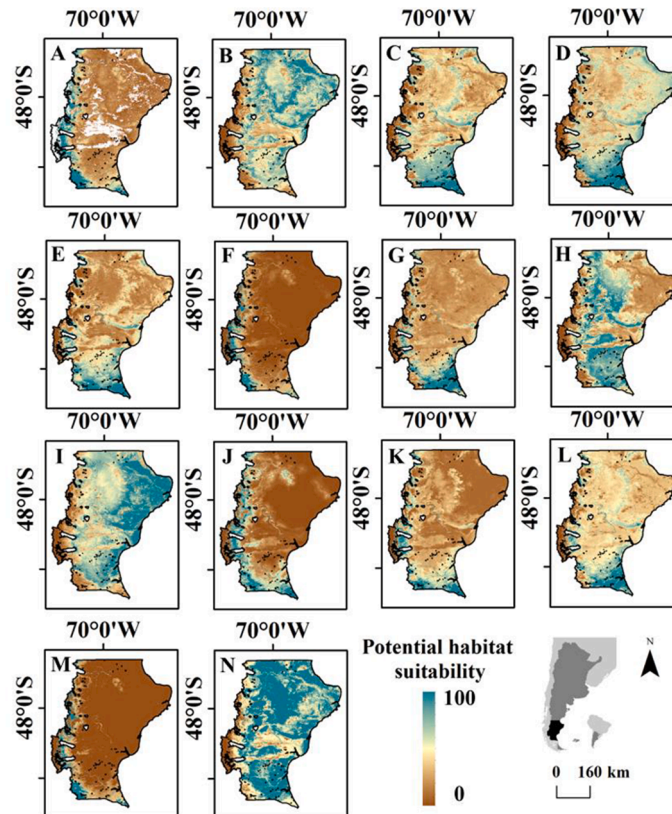 70°0'W 70°0'W 70°0'W 70°0'W
A B C D
48°0'S 48°0'S 48°0'S 48°0'S
70°0'W 70°0'W 70°0'W 70°0'W
E F G H
48°0'S 48°0'S 48°0'S 48°0'S
70°0'W 70°0'W 70°0'W 70°0'W
I J K L
48°0'S 48°0'S 48°0'S 48°0'S
70°0'W 70°0'W
M N
48°0'S 48°0'S
Potential habitat
suitability
100
0
N
0 160 km